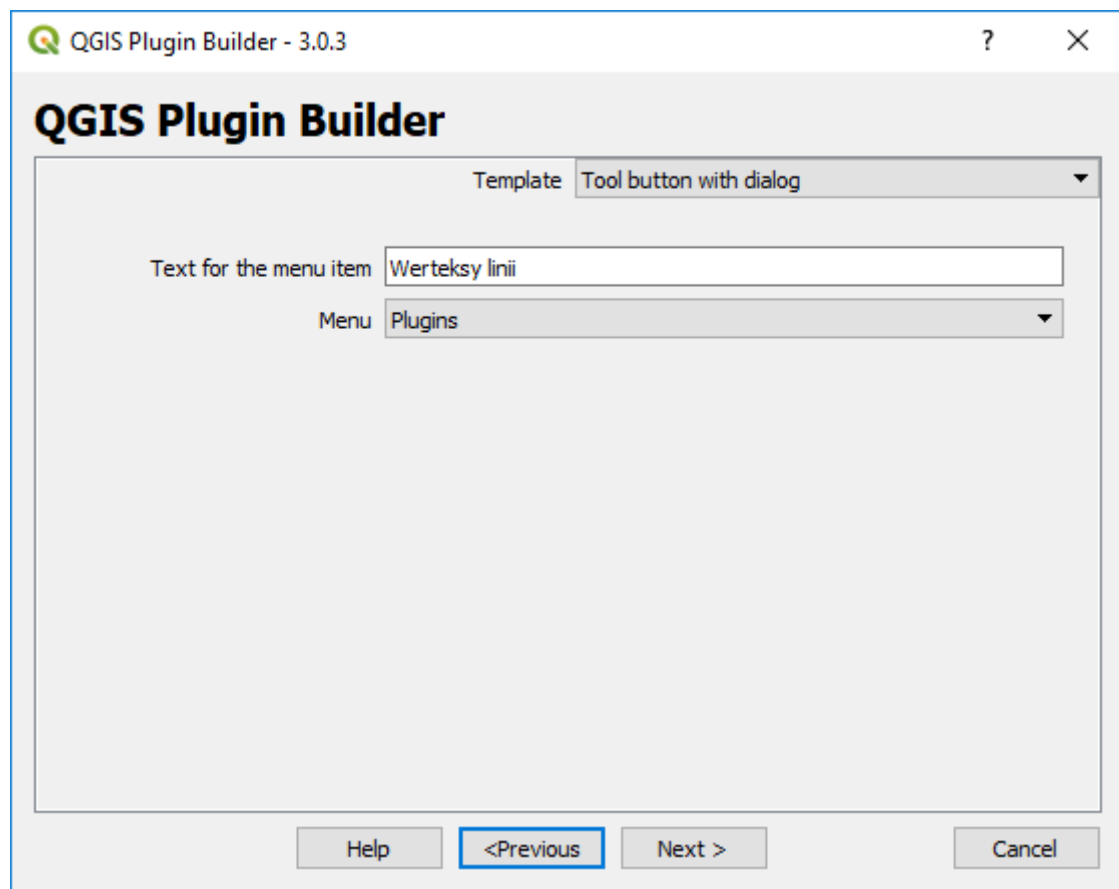 QGIS Plugin Builder - 3.0.3 ?
QGIS Plugin Builder
Template Tool button with dialog
Text for the menu item Werteksy linii
Menu Plugins
Help <Previous Next > Cancel